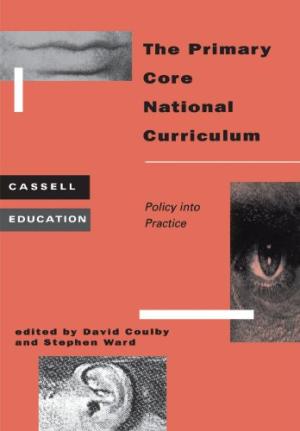 The Primary
Core
National
Curriculum
CASSELL
EDUCATION
Policy into
Practice
edited by David Coulby
and Stephen Ward